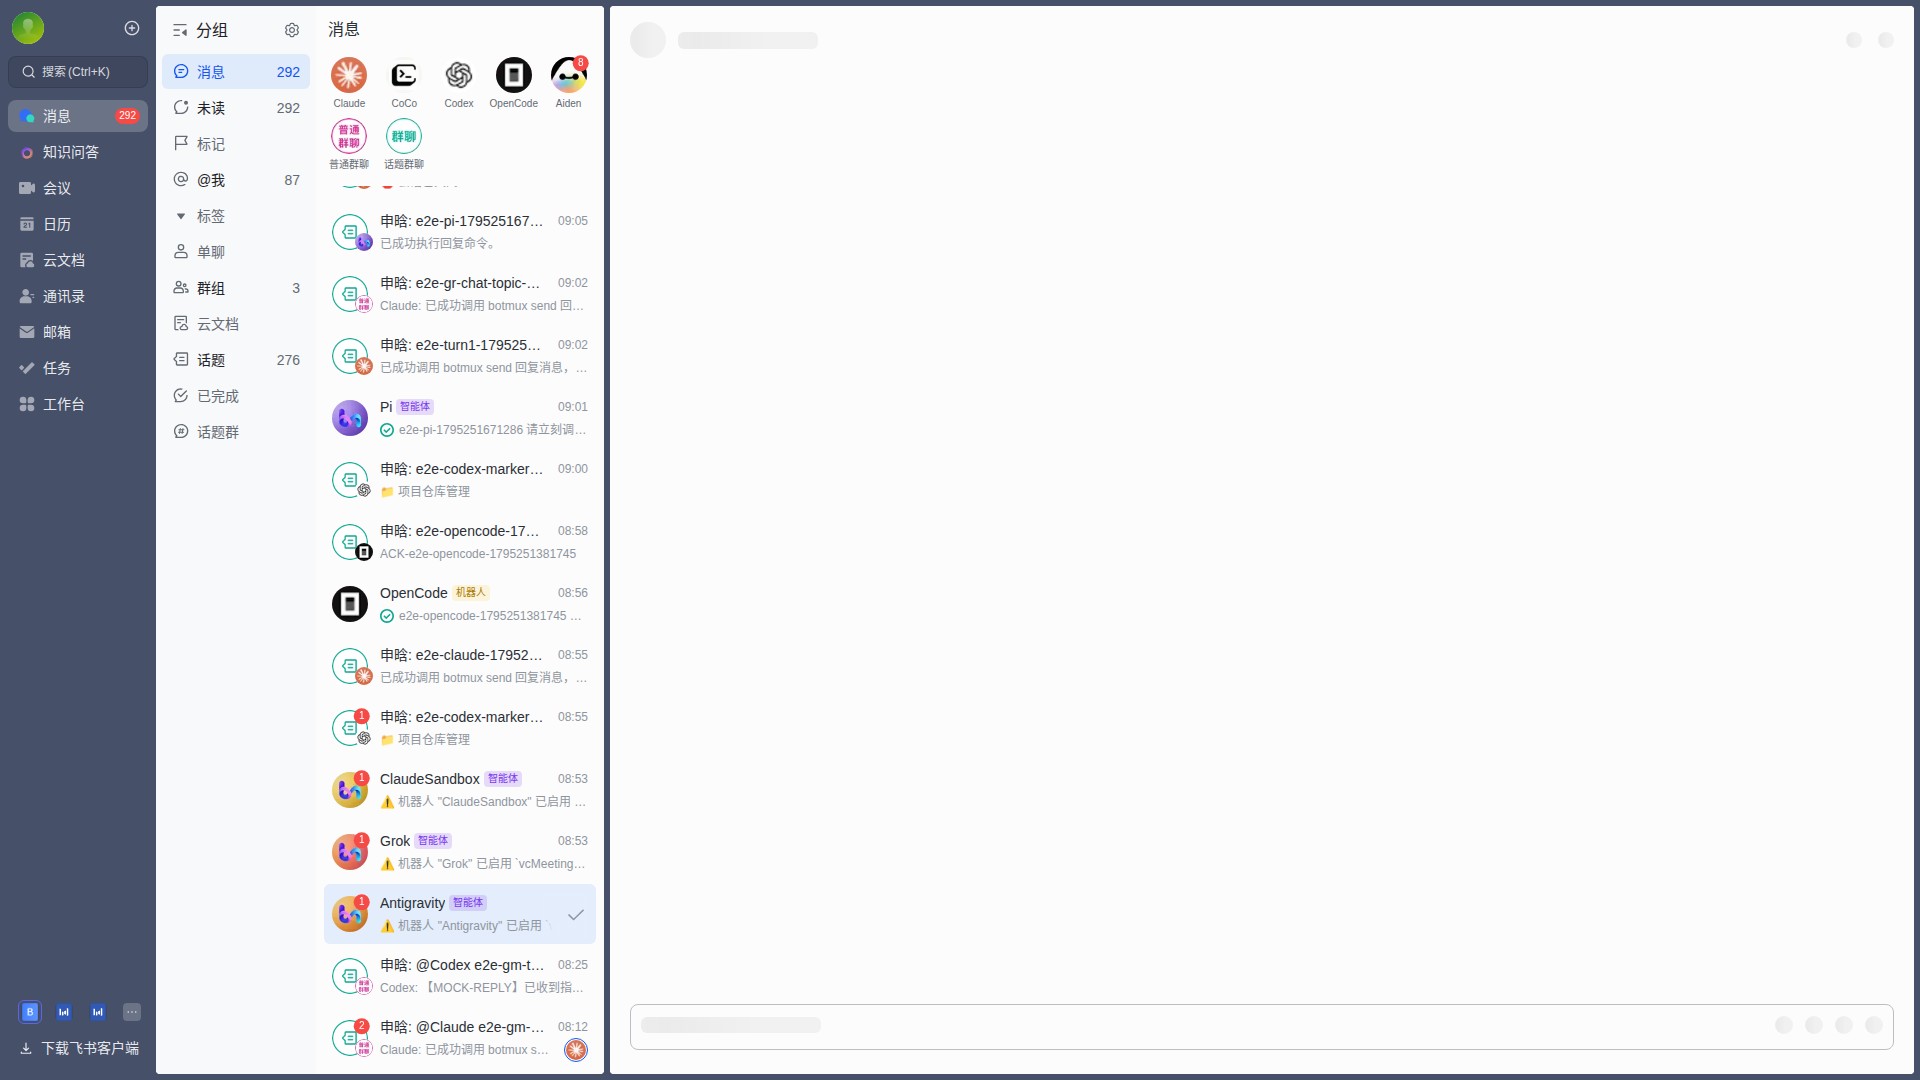 搜索 (Ctrl+K)
消息 292
知识问答
会议
日历
云文档
通讯录
邮箱
任务
工作台
B
下载飞书客户端
分组
消息 292
未读 292
标记
@我 87
标签
单聊
群组 3
云文档
话题 276
已完成
话题群
消息
8
Claude CoCo Codex OpenCode Aiden
普通群聊 群聊
普通群聊 话题群聊
申晗: e2e-pi-179525167… 09:05
已成功执行回复命令。
申晗: e2e-gr-chat-topic-… 09:02
Claude: 已成功调用 botmux send 回…
申晗: e2e-turn1-179525… 09:02
已成功调用 botmux send 回复消息，…
Pi 智能体 09:01
e2e-pi-1795251671286 请立刻调…
申晗: e2e-codex-marker… 09:00
项目仓库管理
申晗: e2e-opencode-17… 08:58
ACK-e2e-opencode-1795251381745
OpenCode 机器人 08:56
e2e-opencode-1795251381745 …
申晗: e2e-claude-17952… 08:55
已成功调用 botmux send 回复消息，…
1
申晗: e2e-codex-marker… 08:55
项目仓库管理
1
ClaudeSandbox 智能体 08:53
机器人 "ClaudeSandbox" 已启用 …
1
Grok 智能体 08:53
机器人 "Grok" 已启用 `vcMeeting…
1
Antigravity 智能体
机器人 "Antigravity" 已启用 `
申晗: @Codex e2e-gm-t… 08:25
Codex: 【MOCK-REPLY】已收到指…
2
申晗: @Claude e2e-gm-… 08:12
Claude: 已成功调用 botmux s…